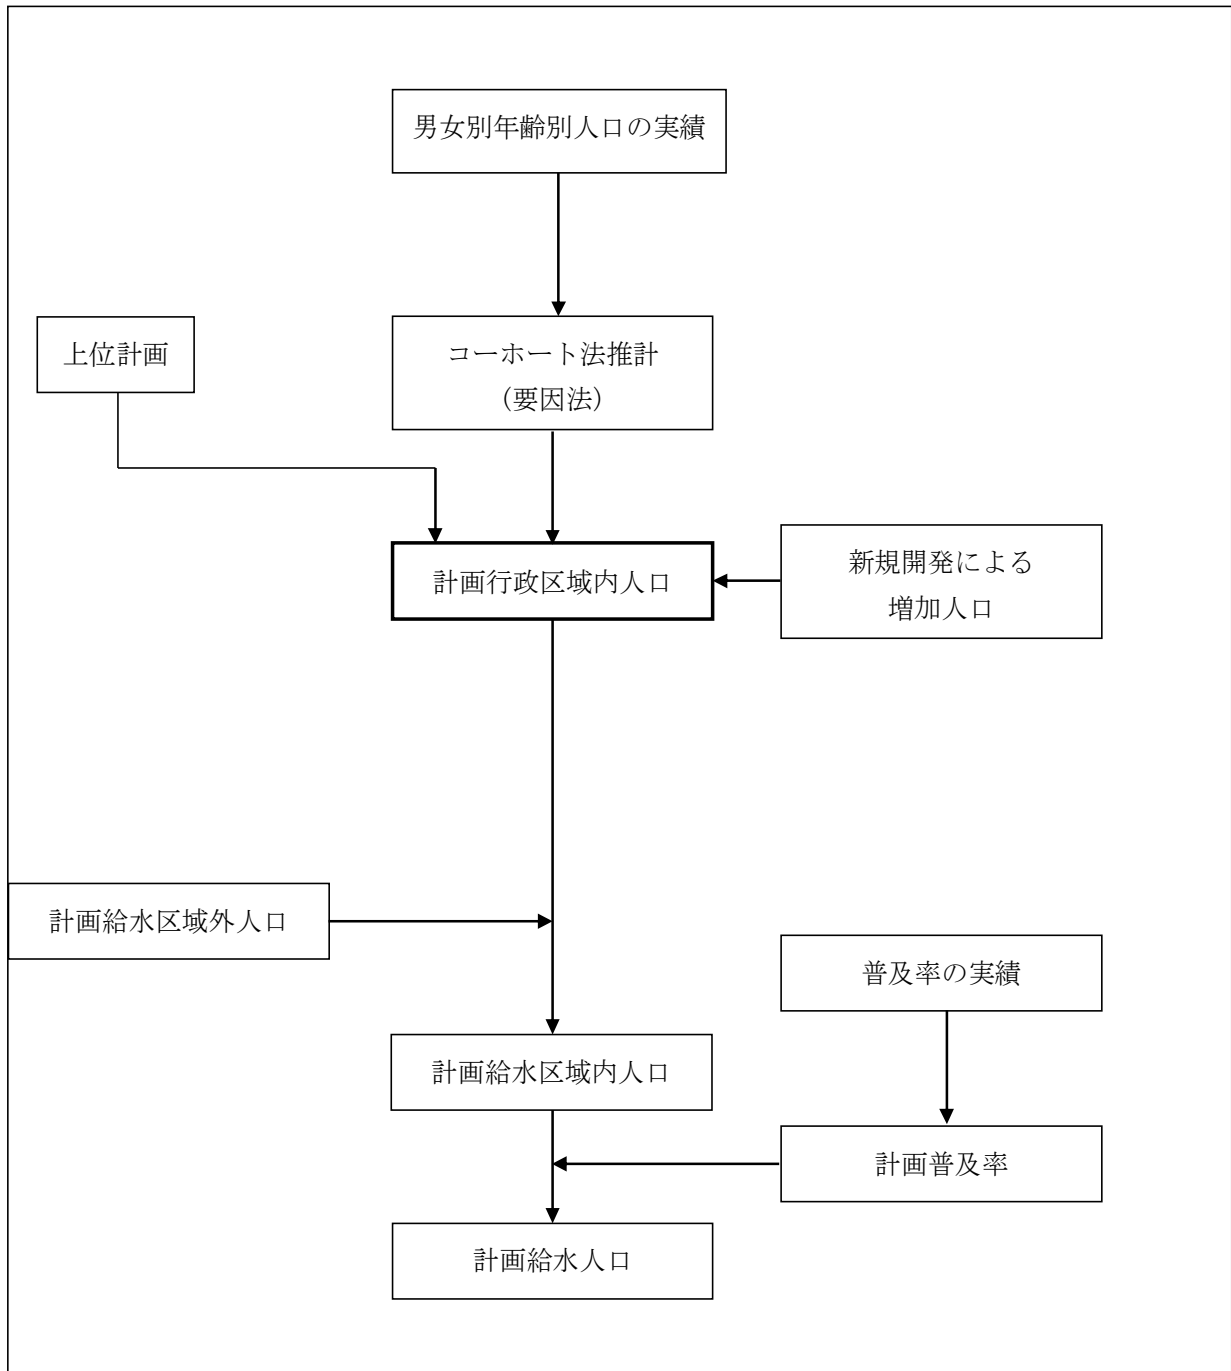 男女別年齢別人口の実績
上位計画
コーホート法推計
（要因法）
計画行政区域内人口
新規開発による
増加人口
計画給水区域外人口
普及率の実績
計画給水区域内人口
計画普及率
計画給水人口